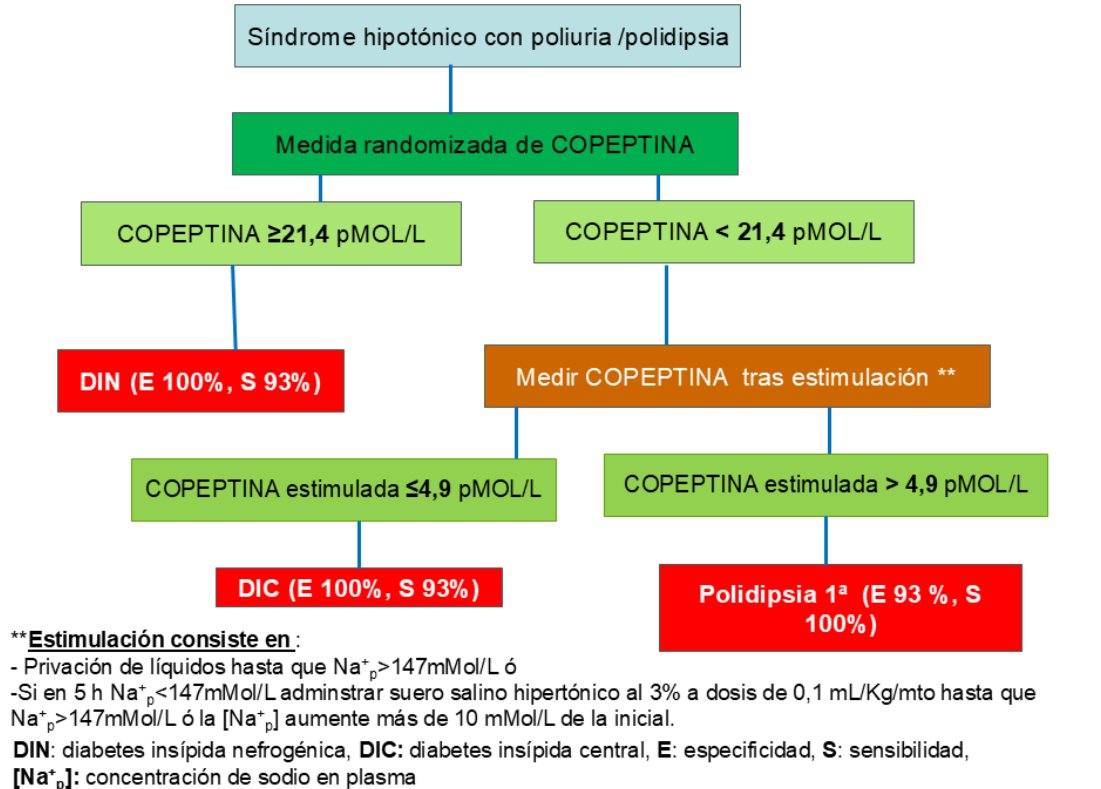 Síndrome hipotónico con poliuria /polidipsia
Medida randomizada de COPEPTINA
COPEPTINA ≥21,4 pMOL/L
COPEPTINA < 21,4 pMOL/L
DIN (E 100%, S 93%)
Medir COPEPTINA tras estimulación **
COPEPTINA estimulada ≤4,9 pMOL/L
COPEPTINA estimulada > 4,9 pMOL/L
DIC (E 100%, S 93%)
Polidipsia 1ª (E 93 %, S
100%)
**Estimulación consiste en:
- Privación de líquidos hasta que Na⁺p>147mMol/L ó
-Si en 5 h Na⁺p<147mMol/L adminstrar suero salino hipertónico al 3% a dosis de 0,1 mL/Kg/mto hasta que
Na⁺p>147mMol/L ó la [Na⁺p] aumente más de 10 mMol/L de la inicial.
DIN: diabetes insípida nefrogénica, DIC: diabetes insípida central, E: especificidad, S: sensibilidad,
[Na⁺p]: concentración de sodio en plasma